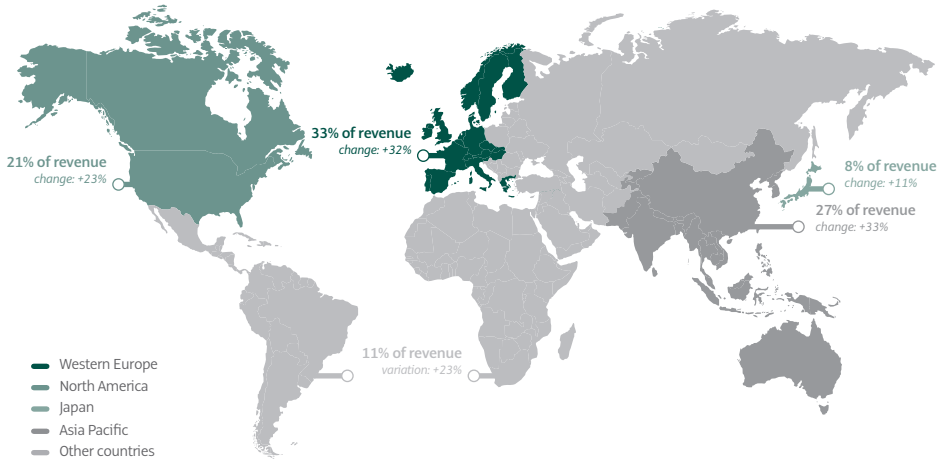 33% of revenue
change: +32%
21% of revenue
change: +23%
8% of revenue
change: +11%
27% of revenue
change: +33%
11% of revenue
variation: +23%
Western Europe
North America
Japan
Asia Pacific
Other countries